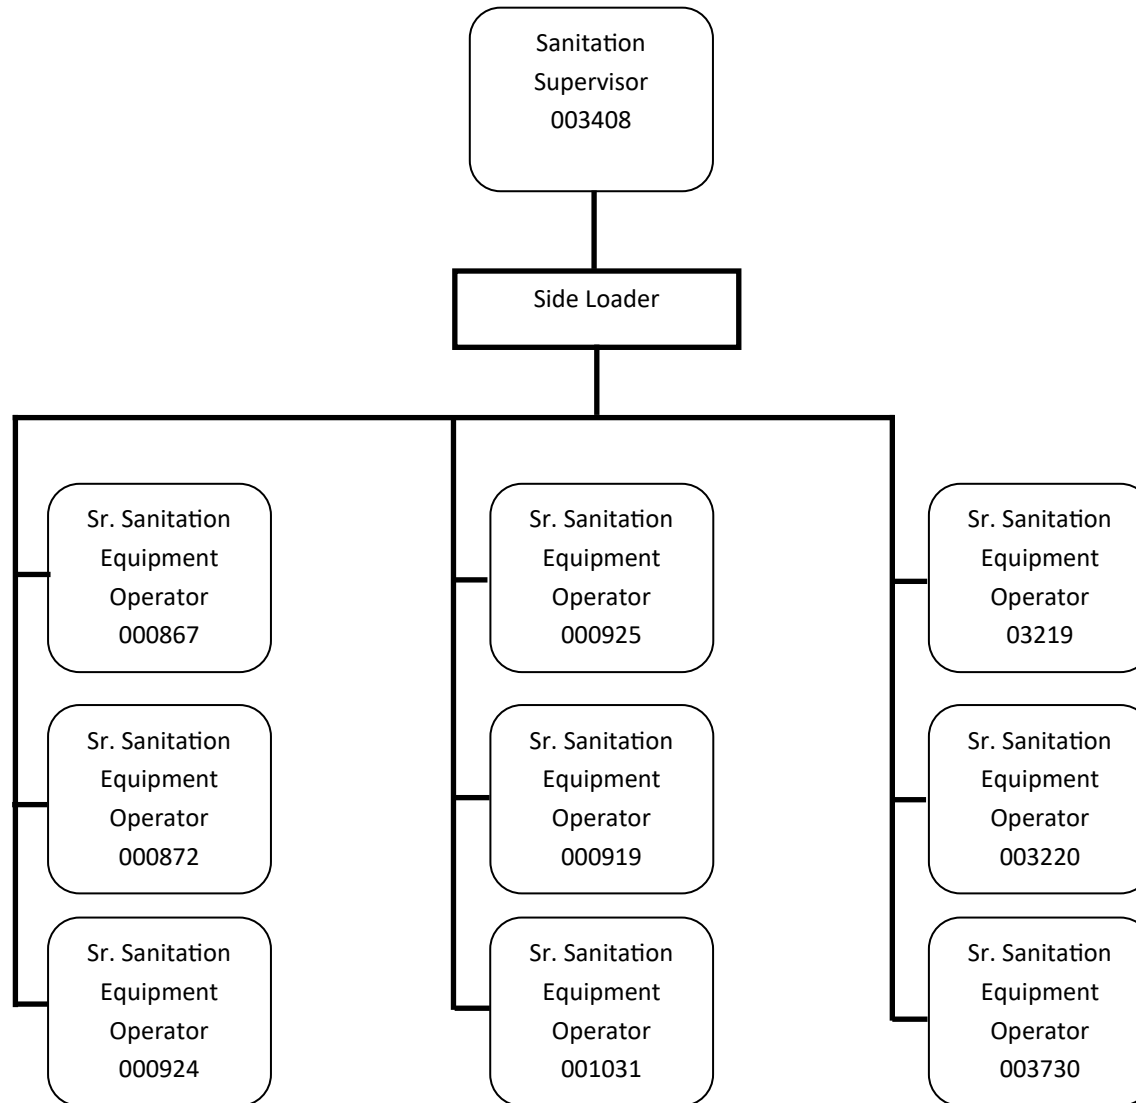 Sanitation
Supervisor
003408
Side Loader
Sr. Sanitation
Equipment
Operator
000867
Sr. Sanitation
Equipment
Operator
000872
Sr. Sanitation
Equipment
Operator
000924
Sr. Sanitation
Equipment
Operator
000925
Sr. Sanitation
Equipment
Operator
000919
Sr. Sanitation
Equipment
Operator
001031
Sr. Sanitation
Equipment
Operator
03219
Sr. Sanitation
Equipment
Operator
003220
Sr. Sanitation
Equipment
Operator
003730